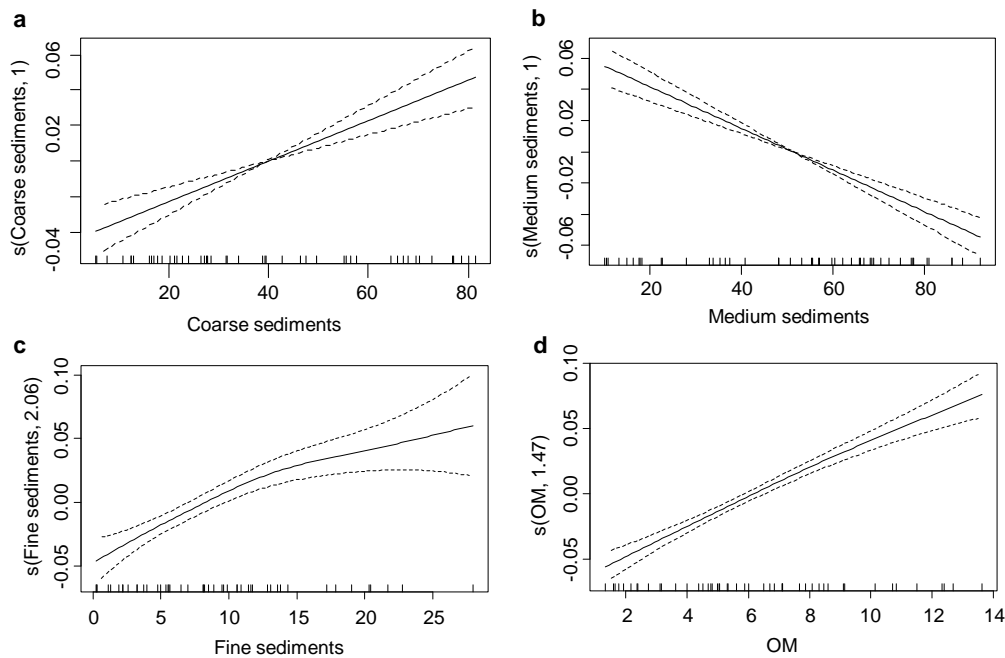 a
s(Coarse sediments, 1)
0.06
0.02
-0.04
20 40 60 80
Coarse sediments
b
s(Medium sediments, 1)
0.06
0.02
-0.02
-0.06
20 40 60 80
Medium sediments
c
s(Fine sediments, 2.06)
0.10
0.05
0.00
-0.05
0 5 10 15 20 25
Fine sediments
d
s(OM, 1.47)
0.10
0.05
0.00
-0.05
2 4 6 8 10 12 14
OM